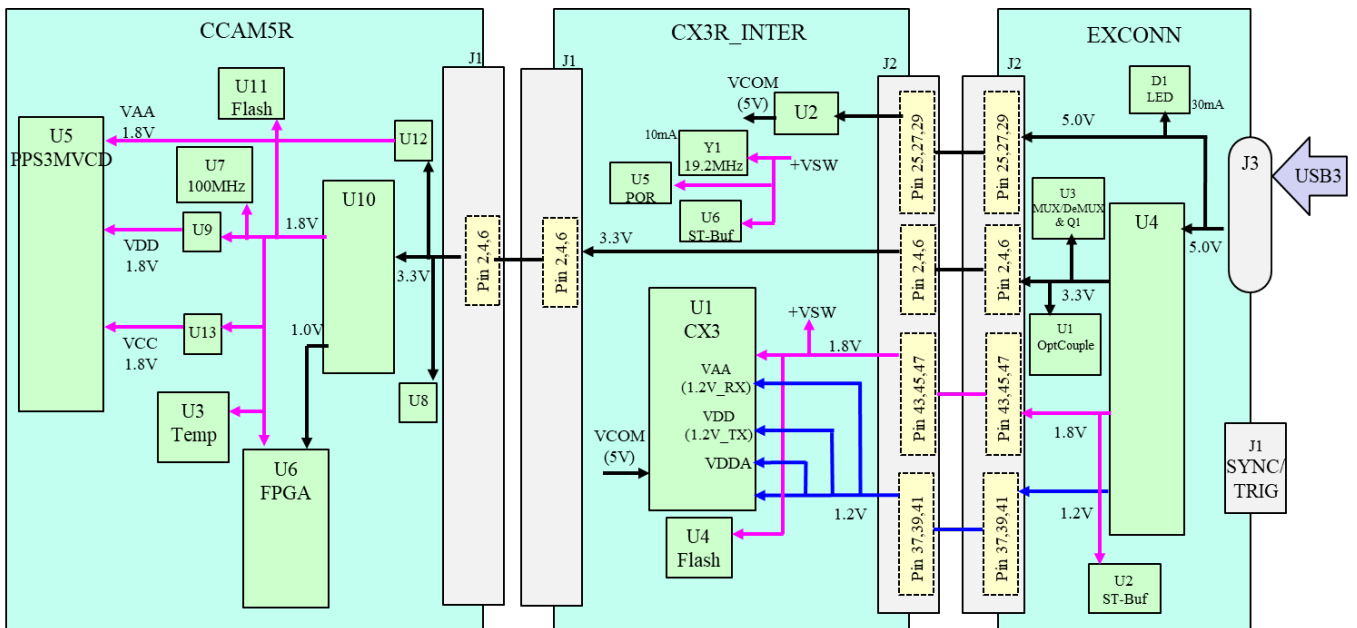 CCAM5R
J1
U11
Flash
VAA
1.8V
U5
PPS3MVCD
U12
U7
100MHz
U10
U9
1.8V
VDD
1.8V
3.3V
Pin 2,4,6
U13
1.0V
VCC
1.8V
U8
U3
Temp
U6
FPGA
CX3R_INTER
J1
J2
VCOM
(5V)
U2
10mA
Y1
19.2MHz
+VSW
U5
POR
U6
ST-Buf
Pin 25,27,29
3.3V
Pin 2,4,6
Pin 2,4,6
U1
CX3
+VSW
1.8V
VAA
(1.2V_RX)
VDD
(1.2V_TX)
VCOM
(5V)
VDDA
1.2V
Pin 43,45,47
Pin 37,39,41
U4
Flash
EXCONN
J2
D1
LED
30mA
5.0V
Pin 25,27,29
J3
USB3
U3
MUX/DeMUX
& Q1
U4
5.0V
Pin 2,4,6
3.3V
U1
OptCouple
Pin 43,45,47
1.8V
J1
SYNC/
TRIG
1.2V
Pin 37,39,41
U2
ST-Buf